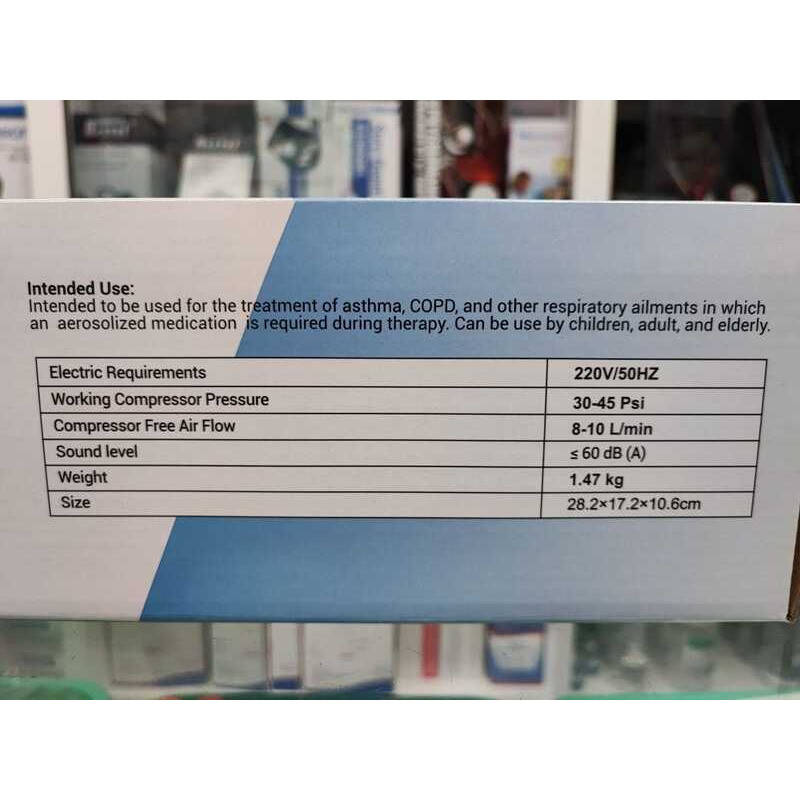 Intended Use:
Intended to be used for the treatment of asthma, COPD, and other respiratory ailments in which
an aerosolized medication is required during therapy. Can be use by children, adult, and elderly.
Electric Requirements 220V/50HZ
Working Compressor Pressure 30-45 Psi
Compressor Free Air Flow 8-10 L/min
Sound level ≤ 60 dB (A)
Weight 1.47 kg
Size 28.2×17.2×10.6cm